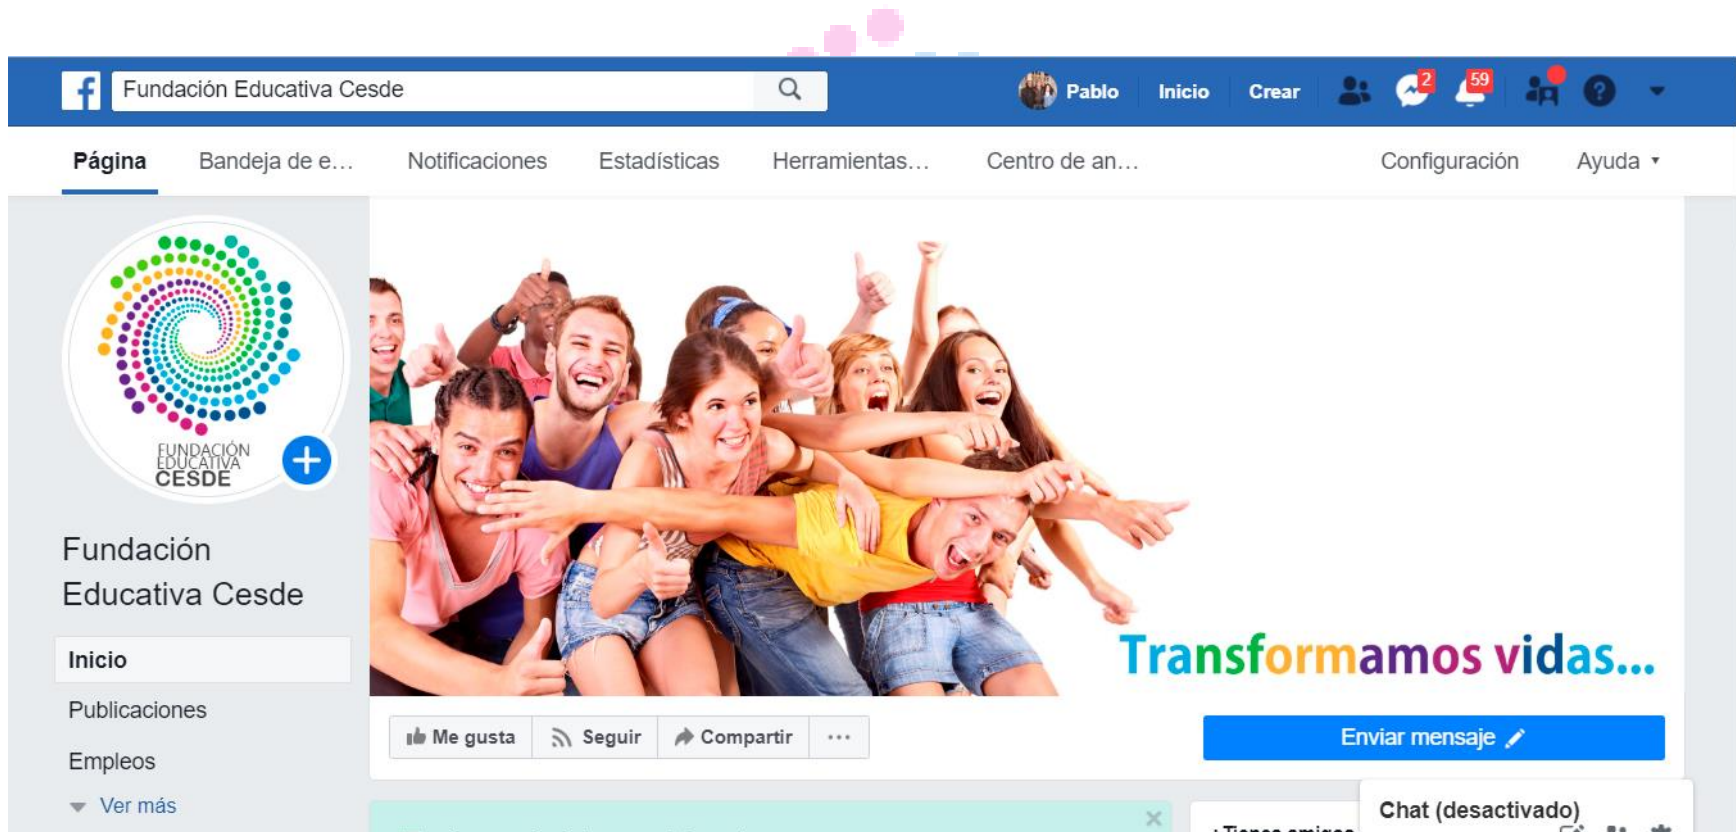 Fundación Educativa Cesde
Pablo
Inicio
Crear
2
59
Página
Bandeja de e...
Notificaciones
Estadísticas
Herramientas...
Centro de an...
Configuración
Ayuda
FUNDACIÓN
EDUCATIVA
CESDE
Fundación
Educativa Cesde
Inicio
Publicaciones
Empleos
Ver más
Transformamos vidas...
Me gusta
Seguir
Compartir
Enviar mensaje
Chat (desactivado)